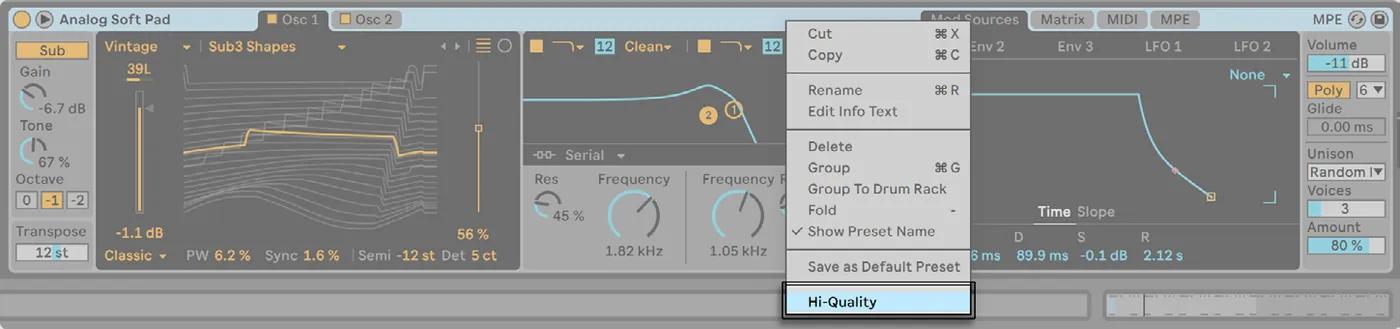 Analog Soft Pad
Osc 1
Osc 2
Mod Sources
Matrix
MIDI
MPE
MPE
Sub
Gain
-6.7 dB
Tone
67 %
Octave
0 -1 -2
Transpose
12 st
Vintage
Sub3 Shapes
39L
-1.1 dB
56 %
Classic
PW 6.2 %
Sync 1.6 %
Semi -12 st
Det 5 ct
12
Clean
12
2
1
Serial
Res
45 %
Frequency
1.82 kHz
Frequency
1.05 kHz
Cut ⌘ X
Copy ⌘ C
Rename ⌘ R
Edit Info Text
Delete
Group ⌘ G
Group To Drum Rack
Fold -
✓ Show Preset Name
Save as Default Preset
Hi-Quality
Env 2
Env 3
LFO 1
LFO 2
None
Time
Slope
D
S
R
ms
89.9 ms
-0.1 dB
2.12 s
Volume
-11 dB
Poly
6
Glide
0.00 ms
Unison
Random
Voices
3
Amount
80 %